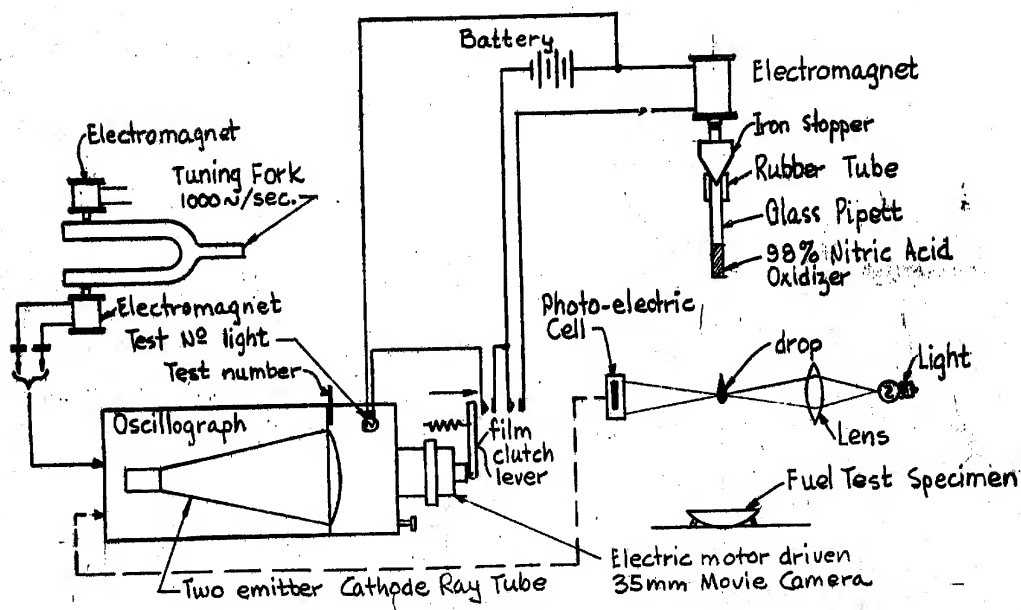 Battery
Electromagnet
Electromagnet
Iron Stopper
Tuning Fork
1000~/sec.
Rubber Tube
Glass Pipett
98% Nitric Acid
Oxidizer
Electromagnet
Photo-electric
Cell
Test Nº light
drop
Light
Test number
Oscillograph
film
clutch
lever
Lens
Fuel Test Specimen
Electric motor driven
35mm Movie Camera
Two emitter Cathode Ray Tube